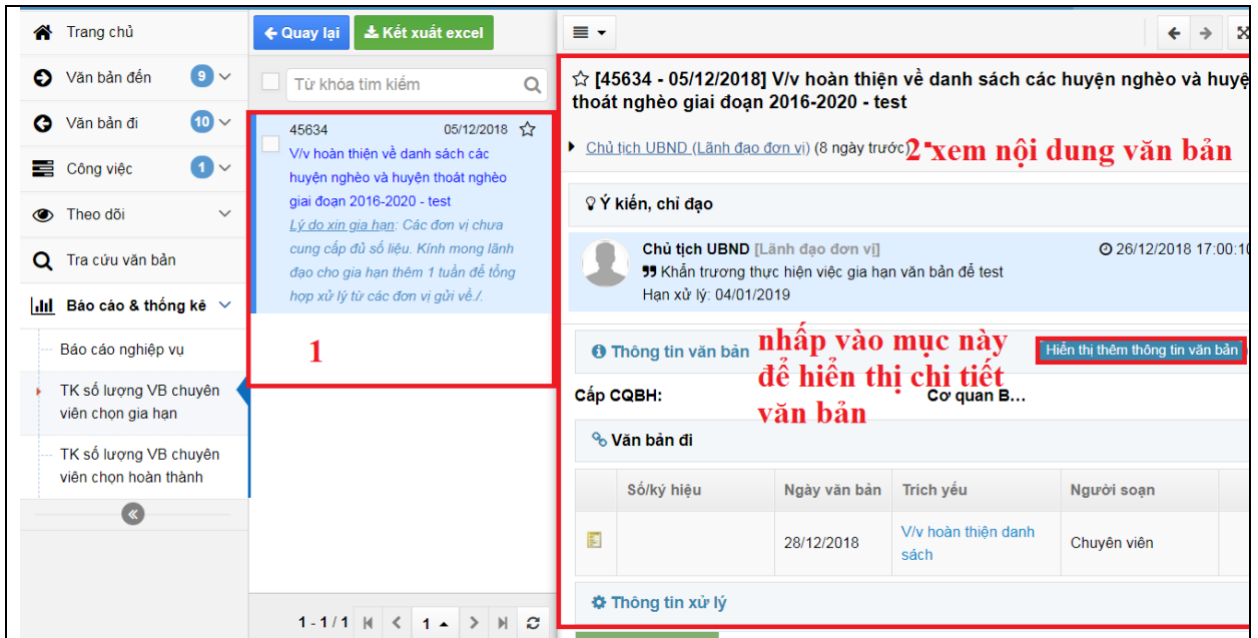 Trang chủ
Văn bản đến 9
Văn bản đi 10
Công việc 1
Theo dõi
Tra cứu văn bản
Báo cáo & thống kê
Báo cáo nghiệp vụ
TK số lượng VB chuyên
viên chọn gia hạn
TK số lượng VB chuyên
viên chọn hoàn thành
Quay lại
Kết xuất excel
Từ khóa tìm kiếm
45634 05/12/2018
V/v hoàn thiện về danh sách các
huyện nghèo và huyện thoát nghèo
giai đoạn 2016-2020 - test
Lý do xin gia hạn: Các đơn vị chưa
cung cấp đủ số liệu. Kính mong lãnh
đạo cho gia hạn thêm 1 tuần để tổng
hợp xử lý từ các đơn vị gửi về./.
1
1 - 1 / 1 1
[45634 - 05/12/2018] V/v hoàn thiện về danh sách các huyện nghèo và huyệ
thoát nghèo giai đoạn 2016-2020 - test
Chủ tịch UBND (Lãnh đạo đơn vị) (8 ngày trước)
2 xem nội dung văn bản
Ý kiến, chỉ đạo
Chủ tịch UBND [Lãnh đạo đơn vị] 26/12/2018 17:00:10
Khẩn trương thực hiện việc gia hạn văn bản để test
Hạn xử lý: 04/01/2019
Thông tin văn bản
Hiển thị thêm thông tin văn bản
nhấp vào mục này
để hiển thị chi tiết
văn bản
Cấp CQBH: Cơ quan B...
Văn bản đi
Số/ký hiệu Ngày văn bản Trích yếu Người soạn
28/12/2018 V/v hoàn thiện danh Chuyên viên
sách
Thông tin xử lý